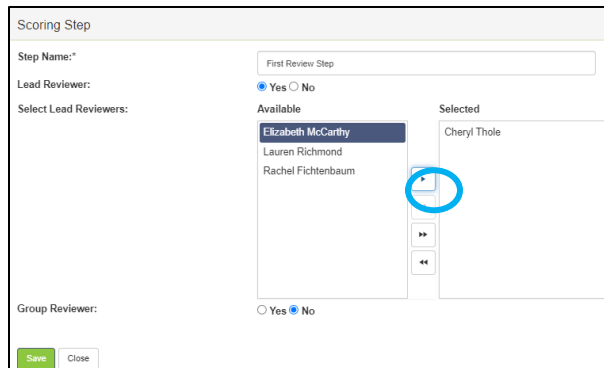 Scoring Step
Step Name:*
First Review Step
Lead Reviewer:
Yes No
Select Lead Reviewers:
Available Selected
Elizabeth McCarthy Cheryl Thole
Lauren Richmond
Rachel Fichtenbaum
Group Reviewer:
Yes No
Save Close